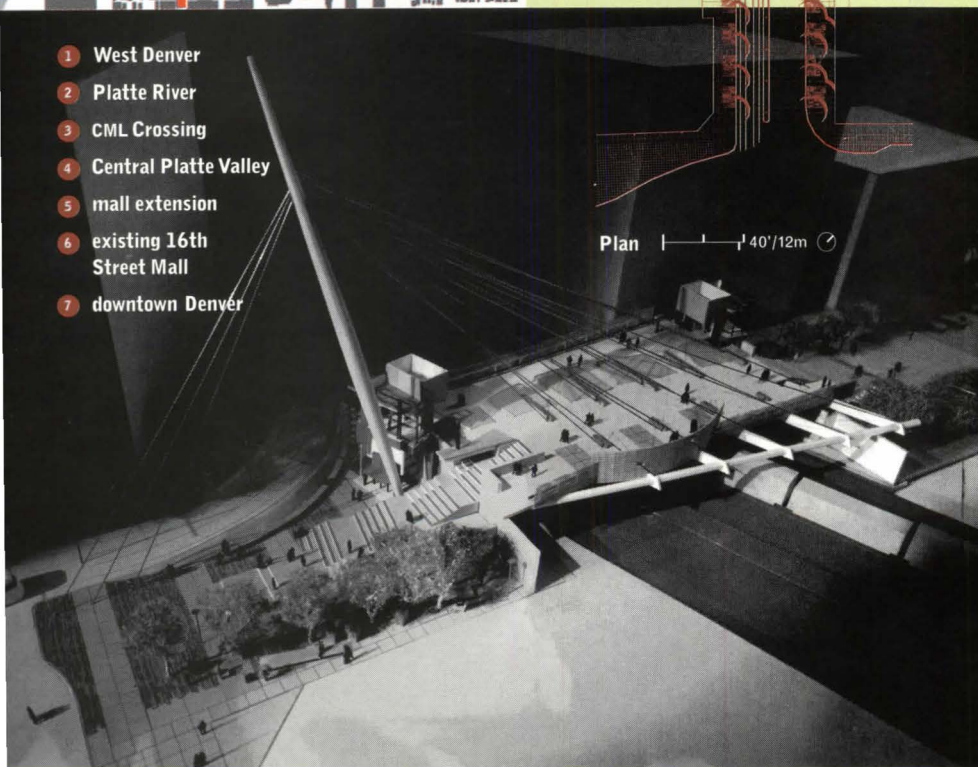 1 West Denver
2 Platte River
3 CML Crossing
4 Central Platte Valley
5 mall extension
6 existing 16th
Street Mall
7 downtown Denver
Plan 40'/12m